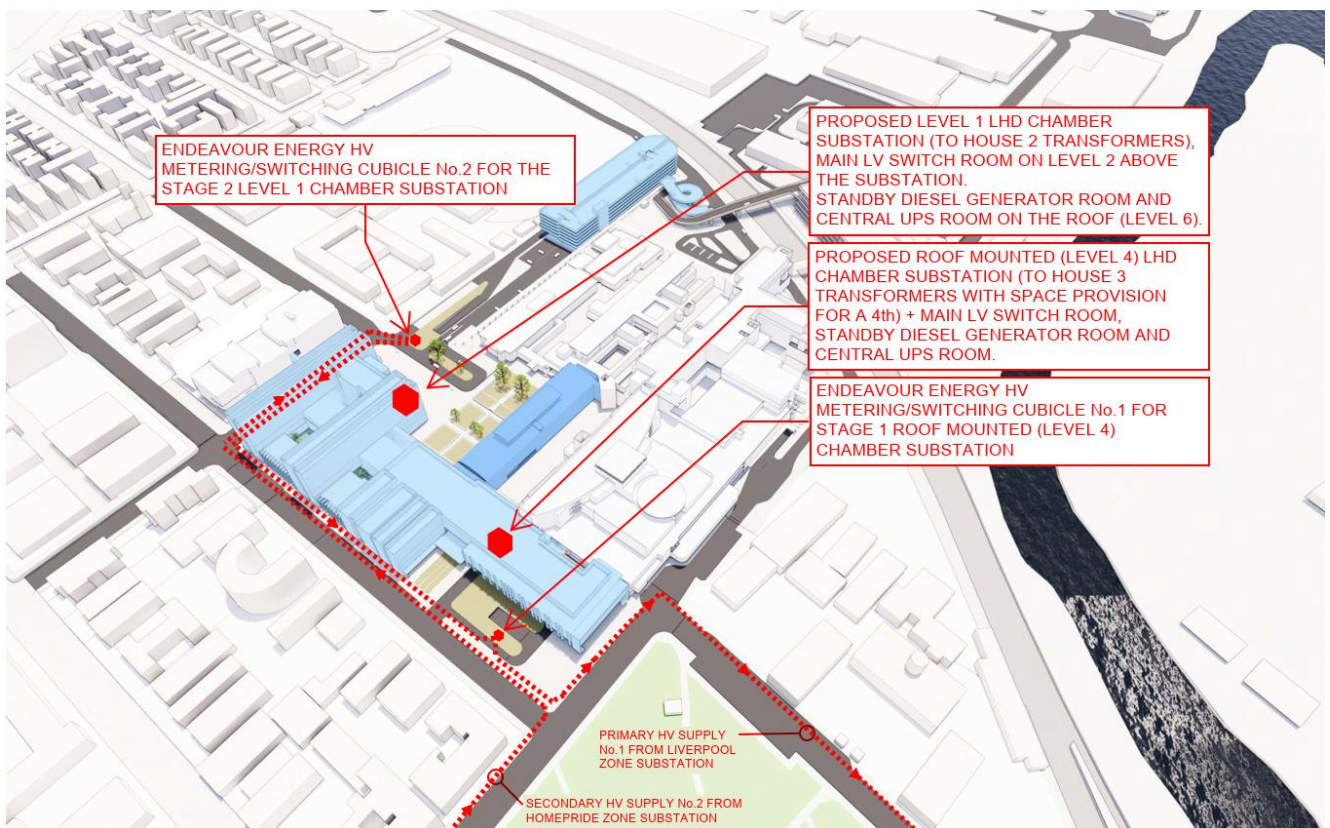 ENDEAVOUR ENERGY HV
METERING/SWITCHING CUBICLE No.2 FOR THE
STAGE 2 LEVEL 1 CHAMBER SUBSTATION
PROPOSED LEVEL 1 LHD CHAMBER
SUBSTATION (TO HOUSE 2 TRANSFORMERS),
MAIN LV SWITCH ROOM ON LEVEL 2 ABOVE
THE SUBSTATION.
STANDBY DIESEL GENERATOR ROOM AND
CENTRAL UPS ROOM ON THE ROOF (LEVEL 6).
PROPOSED ROOF MOUNTED (LEVEL 4) LHD
CHAMBER SUBSTATION (TO HOUSE 3
TRANSFORMERS WITH SPACE PROVISION
FOR A 4th) + MAIN LV SWITCH ROOM,
STANDBY DIESEL GENERATOR ROOM AND
CENTRAL UPS ROOM.
ENDEAVOUR ENERGY HV
METERING/SWITCHING CUBICLE No.1 FOR
STAGE 1 ROOF MOUNTED (LEVEL 4)
CHAMBER SUBSTATION
PRIMARY HV SUPPLY
No.1 FROM LIVERPOOL
ZONE SUBSTATION
SECONDARY HV SUPPLY No.2 FROM
HOMEPRIDE ZONE SUBSTATION